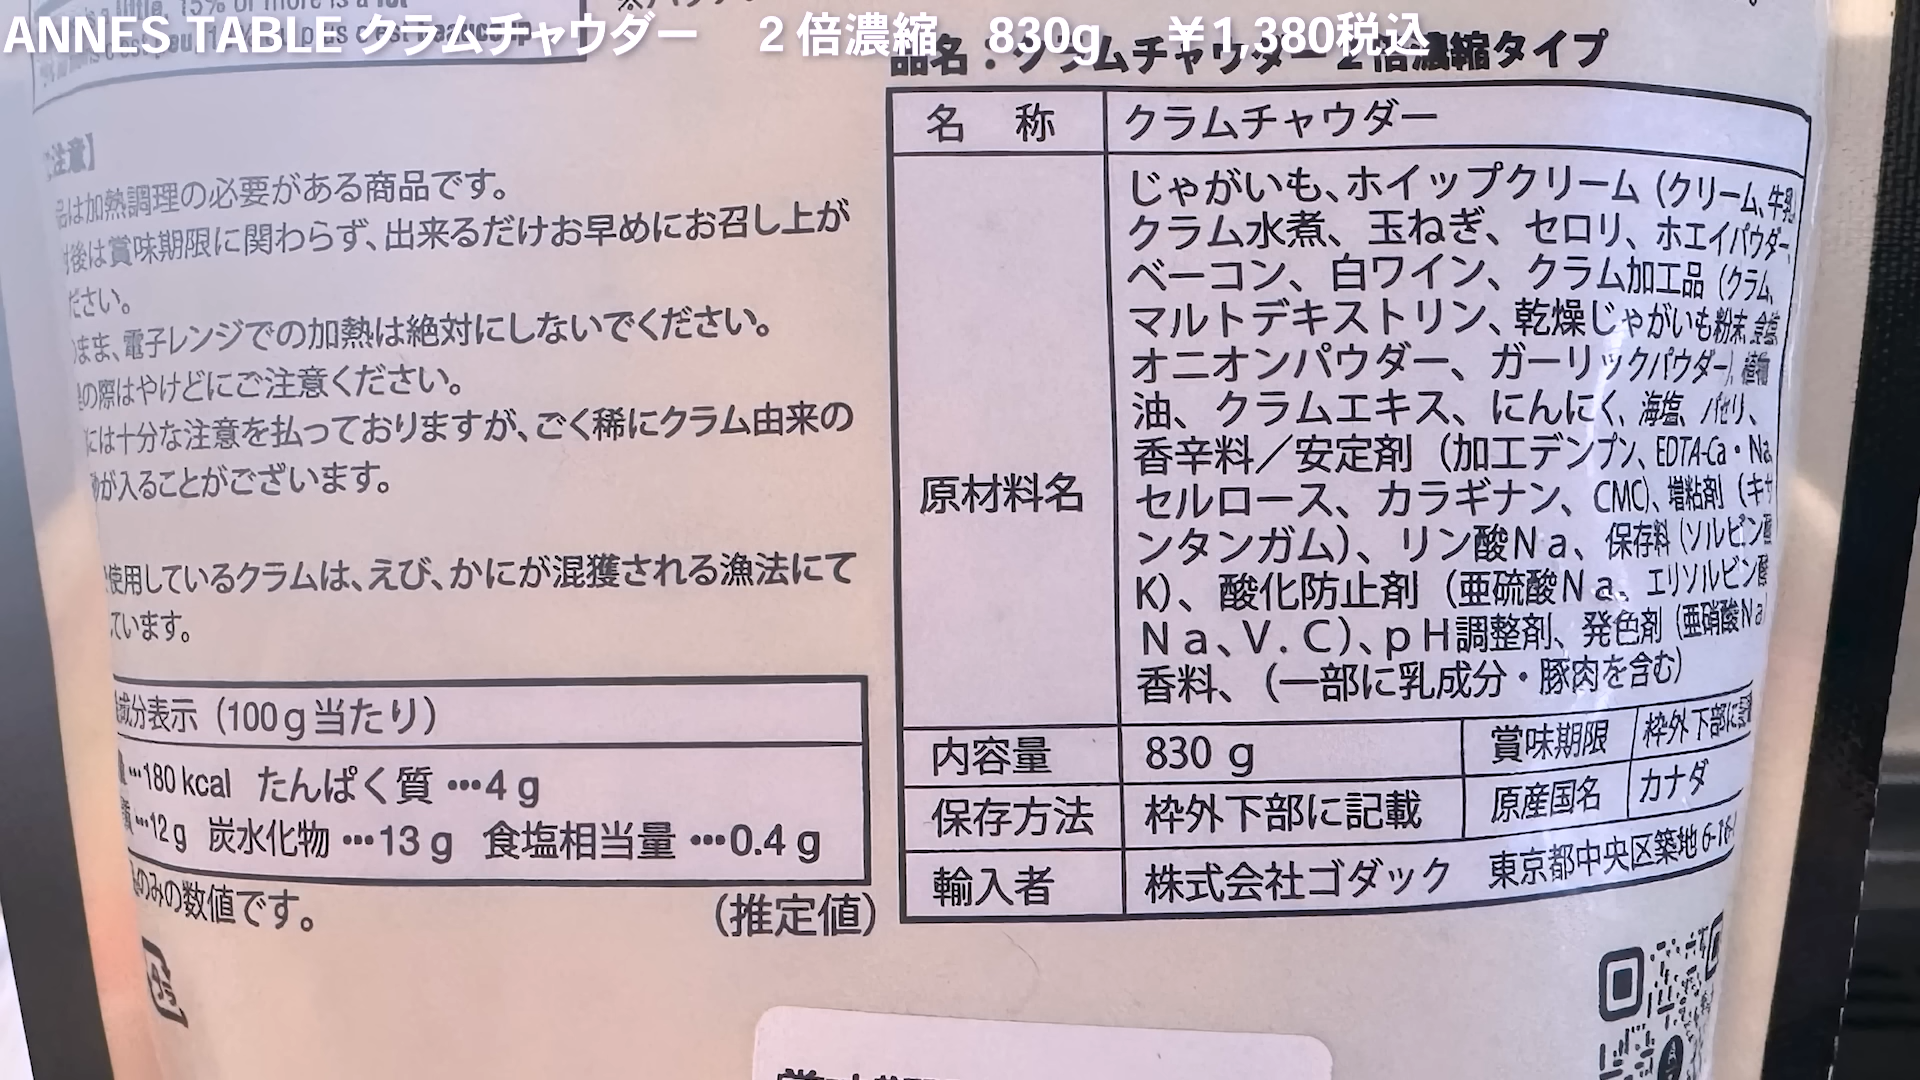 ANNES TABLE クラムチャウダー　２倍濃縮　830g　￥1,380税込
品名：クラムチャウダー２倍濃縮タイプ
注意】
品は加熱調理の必要がある商品です。
後は賞味期限に関わらず、出来るだけお早めにお召し上が
ださい。
まま、電子レンジでの加熱は絶対にしないでください。
の際はやけどにご注意ください。
には十分な注意を払っておりますが、ごく稀にクラム由来の
が入ることがございます。
使用しているクラムは、えび、かにが混獲される漁法にて
ています。
成分表示（100g当たり）
…180 kcal たんぱく質 …4 g
…12 g 炭水化物 …13 g 食塩相当量 …0.4 g
のみの数値です。
（推定値）
名　称
クラムチャウダー
原材料名
じゃがいも、ホイップクリーム（クリーム、牛乳
クラム水煮、玉ねぎ、セロリ、ホエイパウダー、
ベーコン、白ワイン、クラム加工品（クラム、
マルトデキストリン、乾燥じゃがいも粉末、食塩
オニオンパウダー、ガーリックパウダー）、植物
油、クラムエキス、にんにく、海塩、パセリ、
香辛料／安定剤（加工デンプン、EDTA-Ca・Na、
セルロース、カラギナン、CMC）、増粘剤（キサ
ンタンガム）、リン酸Ｎａ、保存料（ソルビン酸
K）、酸化防止剤（亜硫酸Ｎａ、エリソルビン酸
Ｎａ、Ｖ．Ｃ）、ｐＨ調整剤、発色剤（亜硝酸Ｎａ）
香料、（一部に乳成分・豚肉を含む）
内容量
830 g
賞味期限
枠外下部に記
保存方法
枠外下部に記載
原産国名
カナダ
輸入者
株式会社ゴダック　東京都中央区築地 6-16-